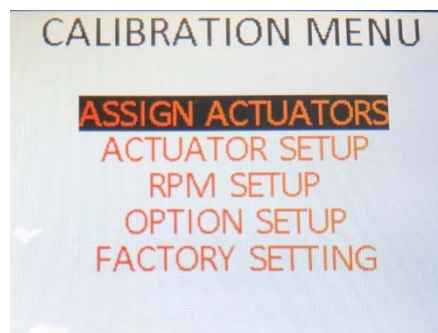 CALIBRATION MENU
ASSIGN ACTUATORS
ACTUATOR SETUP
RPM SETUP
OPTION SETUP
FACTORY SETTING